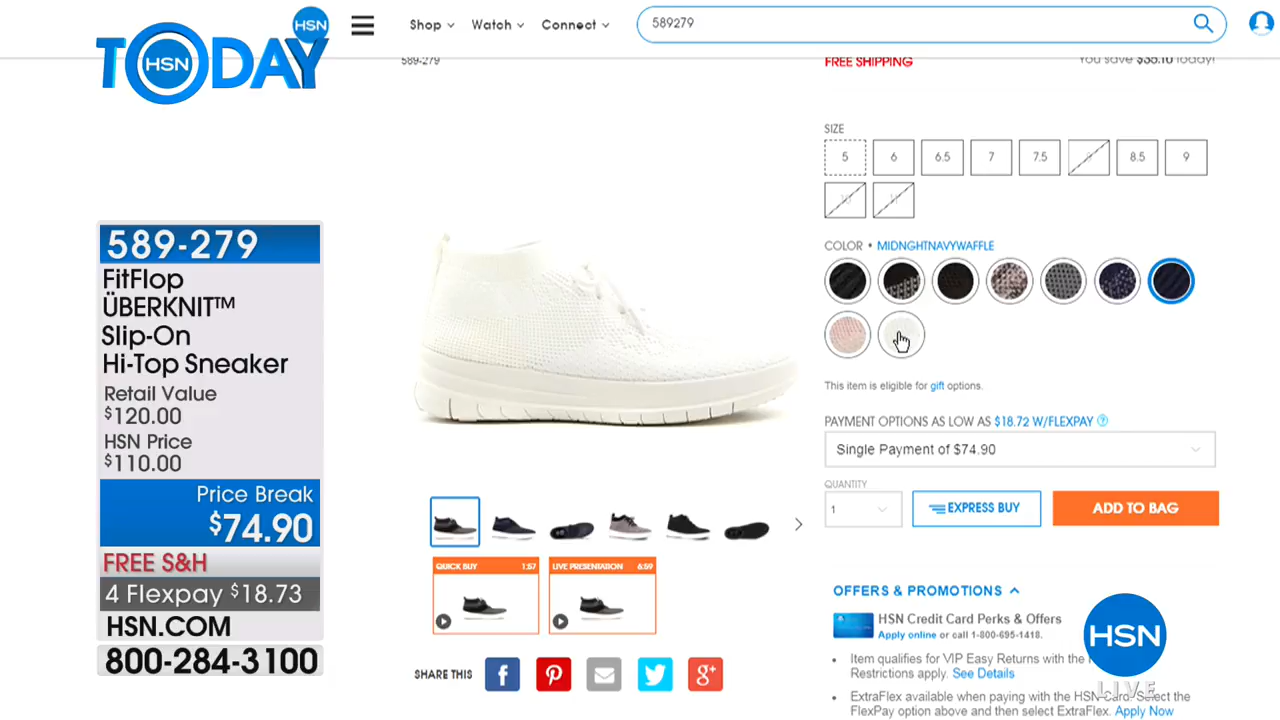 TODAY
HSN
HSN
Shop
Watch
Connect
589279
589-279
FREE SHIPPING
You save $35.10 today!
SIZE
5
6
6.5
7
7.5
8.5
9
COLOR • MIDNGHTNAVYWAFFLE
This item is eligible for gift options.
PAYMENT OPTIONS AS LOW AS $18.72 W/FLEXPAY ?
Single Payment of $74.90
QUANTITY
1
EXPRESS BUY
ADD TO BAG
589-279
FitFlop
ÜBERKNIT™
Slip-On
Hi-Top Sneaker
Retail Value
$120.00
HSN Price
$110.00
Price Break
$74.90
FREE S&H
4 Flexpay $18.73
HSN.COM
800-284-3100
QUICK BUY 1:57
LIVE PRESENTATION 6:59
SHARE THIS
f
g+
OFFERS & PROMOTIONS
HSN Credit Card Perks & Offers
Apply online or call 1-800-695-1418.
Item qualifies for VIP Easy Returns with the
Restrictions apply. See Details
ExtraFlex available when paying with the HSN Card. Select the
FlexPay option above and then select ExtraFlex. Apply Now
HSN
LIVE